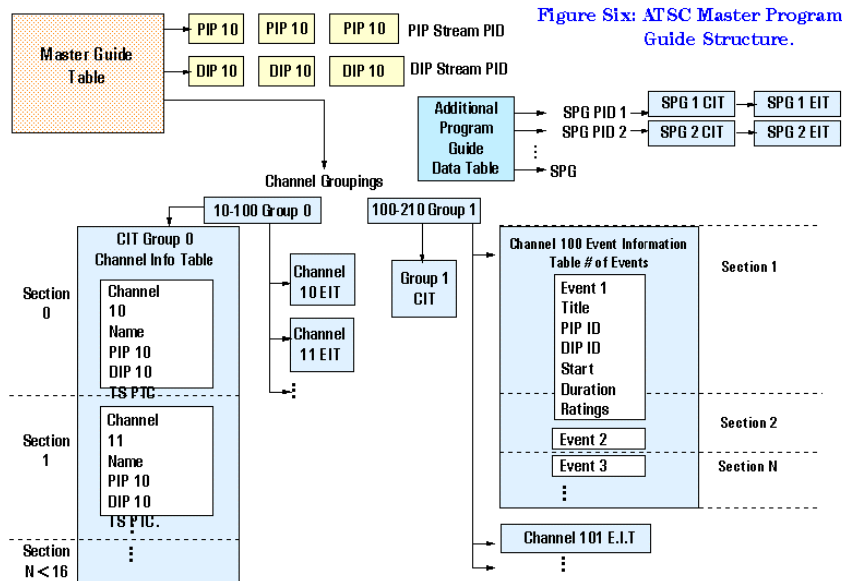 Figure Six: ATSC Master Program
Guide Structure.
Master Guide
Table
PIP 10
PIP 10
PIP 10
PIP Stream PID
DIP 10
DIP 10
DIP 10
DIP Stream PID
Additional
Program
Guide
Data Table
SPG PID 1
SPG 1 CIT
SPG 1 EIT
SPG PID 2
SPG 2 CIT
SPG 2 EIT
SPG
Channel Groupings
10-100 Group 0
100-210 Group 1
CIT Group 0
Channel Info Table
Section
0
Channel
10
Name
PIP 10
DIP 10
TS PTC
Section
1
Channel
11
Name
PIP 10
DIP 10
TS PTC.
Section
N < 16
Channel
10 EIT
Channel
11 EIT
Group 1
CIT
Channel 100 Event Information
Table # of Events
Event 1
Title
PIP ID
DIP ID
Start
Duration
Ratings
Event 2
Event 3
Section 1
Section 2
Section N
Channel 101 E.I.T